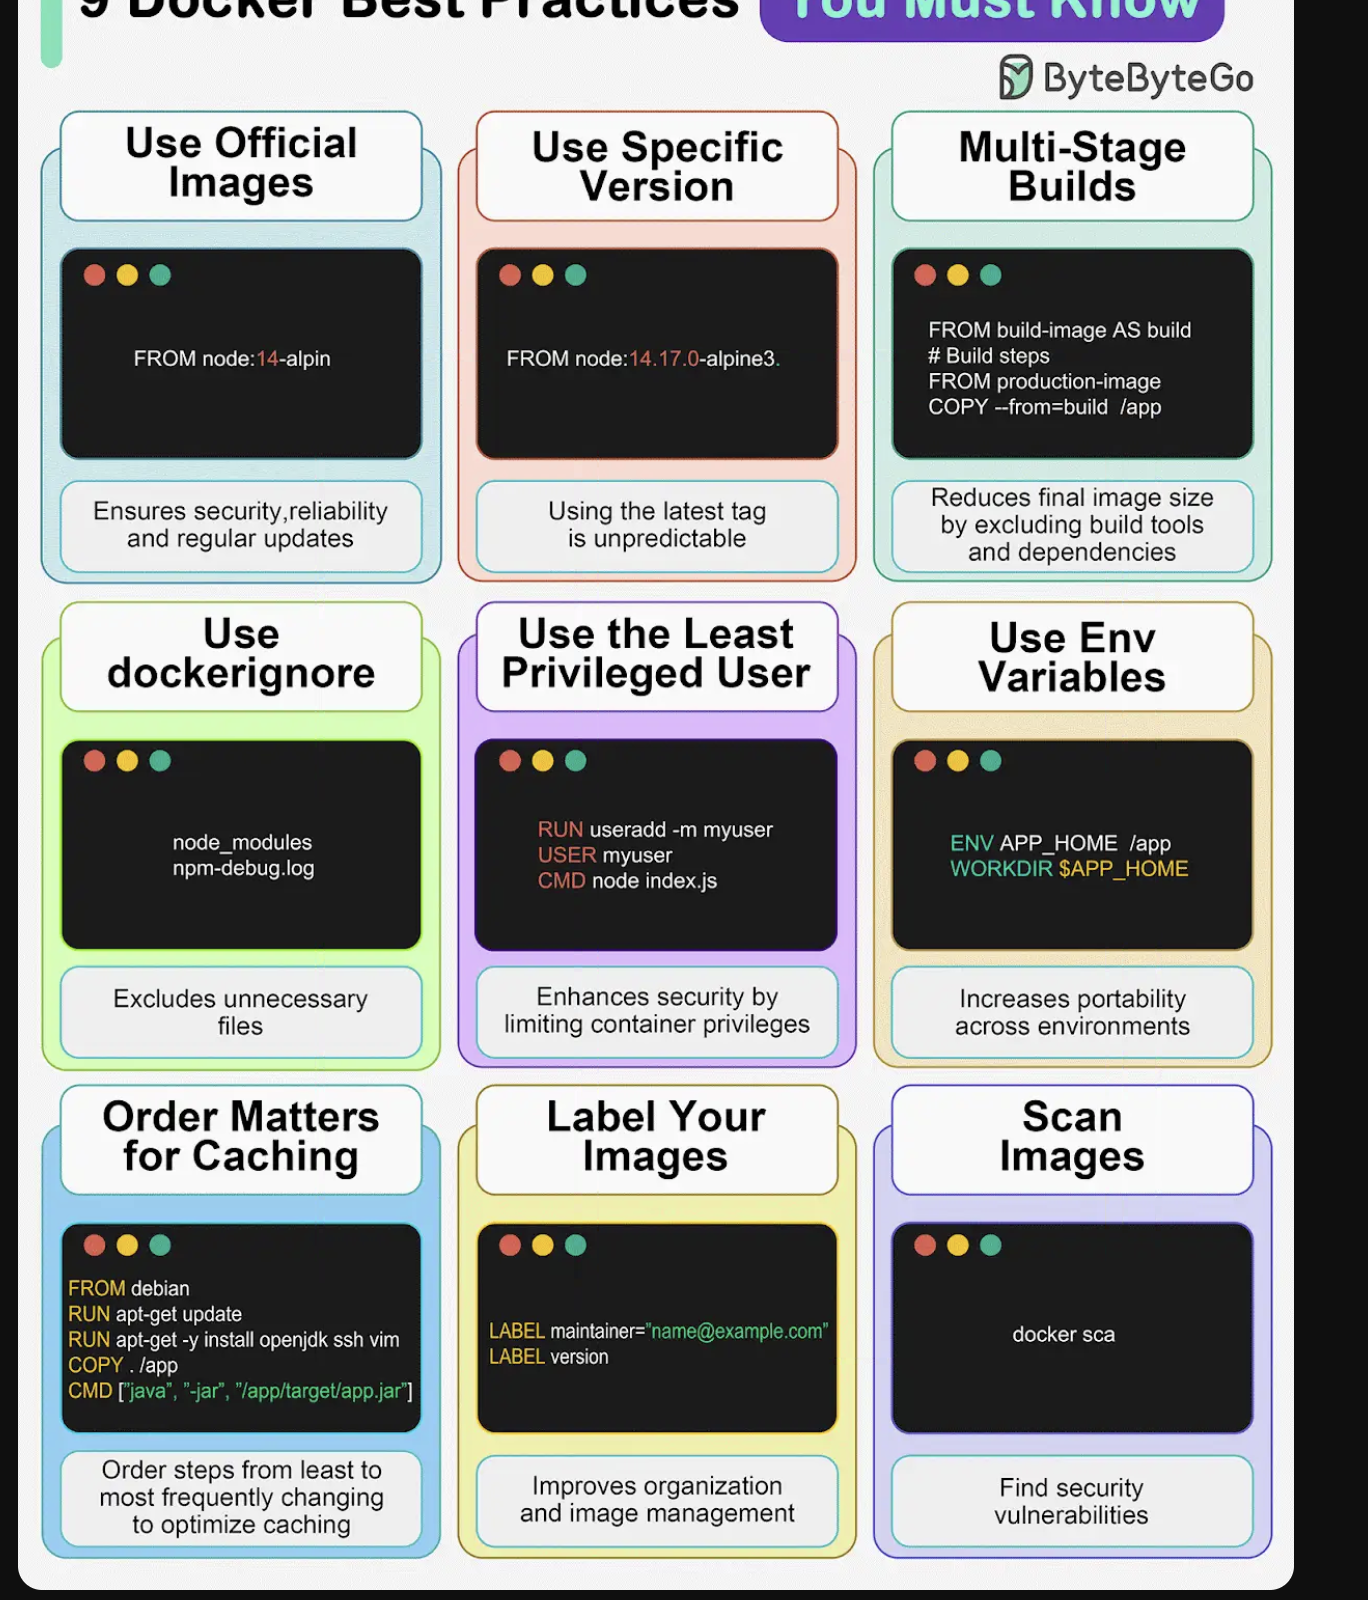 9 Docker Best Practices You Must Know
ByteByteGo
Use Official
Images
FROM node:14-alpin
Ensures security,reliability
and regular updates
Use Specific
Version
FROM node:14.17.0-alpine3.
Using the latest tag
is unpredictable
Multi-Stage
Builds
FROM build-image AS build
# Build steps
FROM production-image
COPY --from=build /app
Reduces final image size
by excluding build tools
and dependencies
Use
dockerignore
node_modules
npm-debug.log
Excludes unnecessary
files
Use the Least
Privileged User
RUN useradd -m myuser
USER myuser
CMD node index.js
Enhances security by
limiting container privileges
Use Env
Variables
ENV APP_HOME /app
WORKDIR $APP_HOME
Increases portability
across environments
Order Matters
for Caching
FROM debian
RUN apt-get update
RUN apt-get -y install openjdk ssh vim
COPY . /app
CMD ["java", "-jar", "/app/target/app.jar"]
Order steps from least to
most frequently changing
to optimize caching
Label Your
Images
LABEL maintainer="name@example.com"
LABEL version
Improves organization
and image management
Scan
Images
docker sca
Find security
vulnerabilities